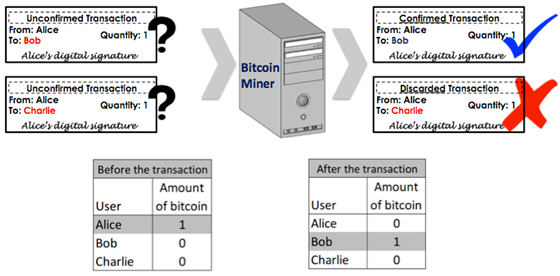 Unconfirmed Transaction
From: Alice
To: Bob
Quantity: 1
Alice's digital signature
?
Unconfirmed Transaction
From: Alice
To: Charlie
Quantity: 1
Alice's digital signature
?
Bitcoin
Miner
Confirmed Transaction
From: Alice
To: Bob
Quantity: 1
Alice's digital signature
Discarded Transaction
From: Alice
To: Charlie
Quantity: 1
Alice's digital signature
Before the transaction
User Amount of bitcoin
Alice 1
Bob 0
Charlie 0
After the transaction
User Amount of bitcoin
Alice 0
Bob 1
Charlie 0